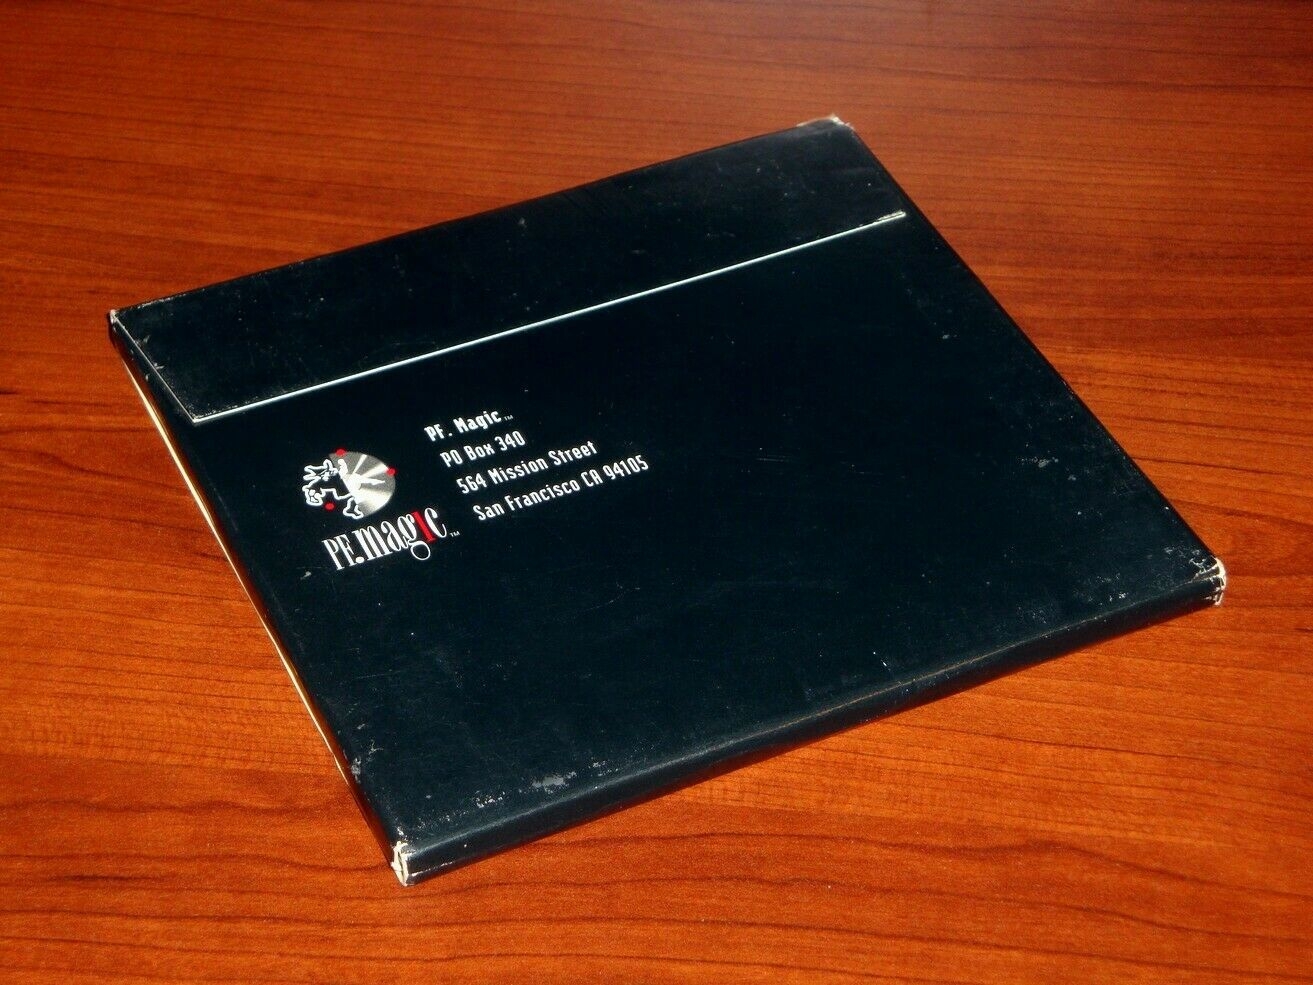 PF. Magic™
PO Box 340
564 Mission Street
San Francisco CA 94105
PF.magic™